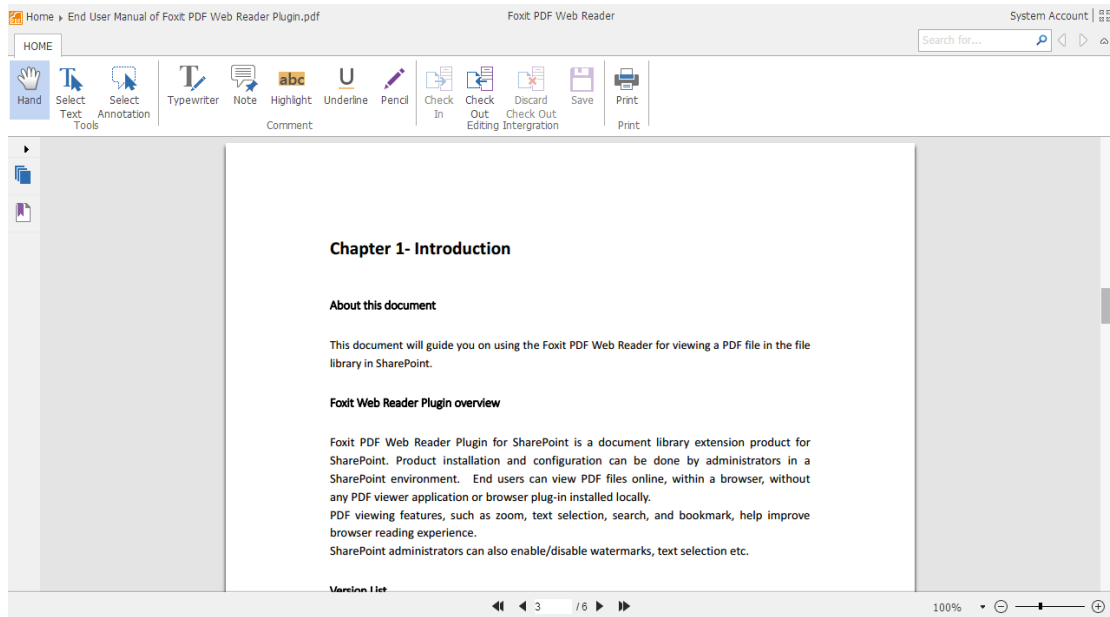 Home ▸ End User Manual of Foxit PDF Web Reader Plugin.pdf
Foxit PDF Web Reader
System Account
HOME
Search for...
Hand
Select Text
Select Annotation
Tools
Typewriter
Note
Highlight
Underline
Pencil
Comment
Check In
Check Out
Discard Check Out
Save
Editing Intergration
Print
Print
T
abc
U
Chapter 1- Introduction
About this document
This document will guide you on using the Foxit PDF Web Reader for viewing a PDF file in the file
library in SharePoint.
Foxit Web Reader Plugin overview
Foxit PDF Web Reader Plugin for SharePoint is a document library extension product for
SharePoint. Product installation and configuration can be done by administrators in a
SharePoint environment. End users can view PDF files online, within a browser, without
any PDF viewer application or browser plug-in installed locally.
PDF viewing features, such as zoom, text selection, search, and bookmark, help improve
browser reading experience.
SharePoint administrators can also enable/disable watermarks, text selection etc.
Version List
3 / 6
100%